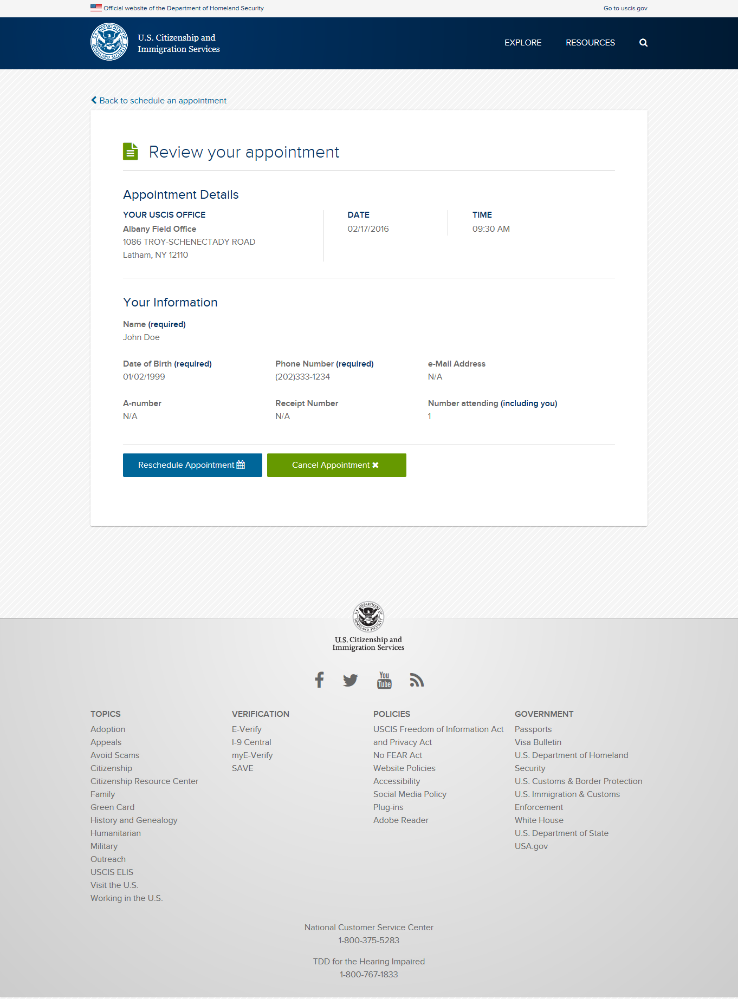 Official website of the Department of Homeland Security
Go to uscis.gov
U.S. Citizenship and
Immigration Services
EXPLORE
RESOURCES
Back to schedule an appointment
Review your appointment
Appointment Details
YOUR USCIS OFFICE
Albany Field Office
1086 TROY-SCHENECTADY ROAD
Latham, NY 12110
DATE
02/17/2016
TIME
09:30 AM
Your Information
Name (required)
John Doe
Date of Birth (required)
01/02/1999
Phone Number (required)
(202)333-1234
e-Mail Address
N/A
A-number
N/A
Receipt Number
N/A
Number attending (including you)
1
Reschedule Appointment
Cancel Appointment
U.S. DEPARTMENT OF HOMELAND SECURITY
U.S. Citizenship and
Immigration Services
You
Tube
TOPICS
Adoption
Appeals
Avoid Scams
Citizenship
Citizenship Resource Center
Family
Green Card
History and Genealogy
Humanitarian
Military
Outreach
USCIS ELIS
Visit the U.S.
Working in the U.S.
VERIFICATION
E-Verify
I-9 Central
myE-Verify
SAVE
POLICIES
USCIS Freedom of Information Act
and Privacy Act
No FEAR Act
Website Policies
Accessibility
Social Media Policy
Plug-ins
Adobe Reader
GOVERNMENT
Passports
Visa Bulletin
U.S. Department of Homeland
Security
U.S. Customs & Border Protection
U.S. Immigration & Customs
Enforcement
White House
U.S. Department of State
USA.gov
National Customer Service Center
1-800-375-5283
TDD for the Hearing Impaired
1-800-767-1833